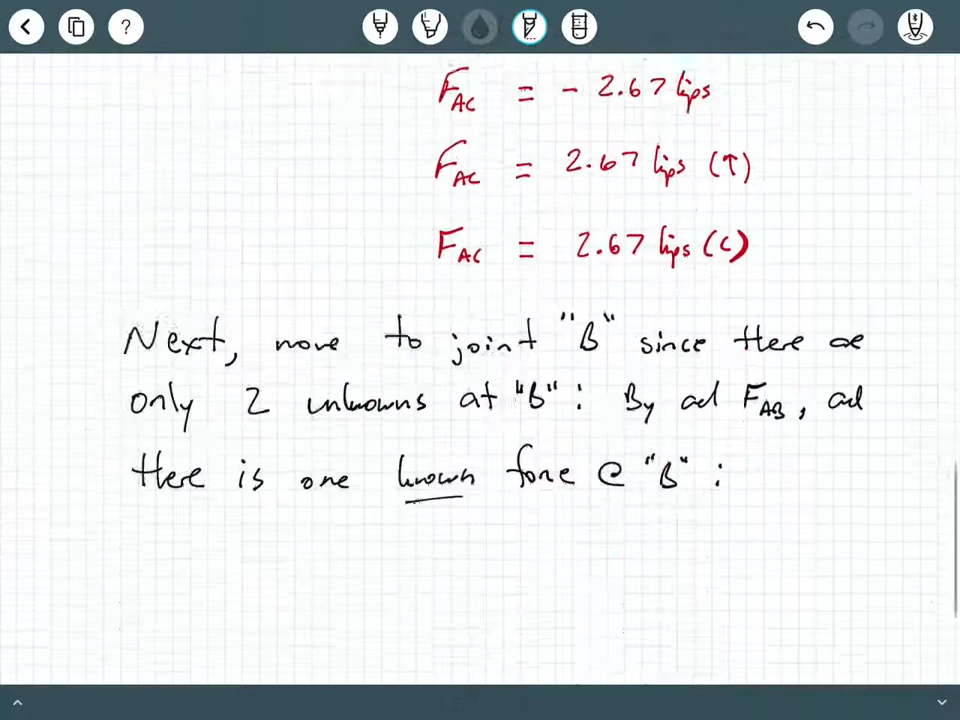 ?
F_AC = - 2.67 kips
F_AC = 2.67 kips (↑)
F_AC = 2.67 kips (C)
Next, move to joint "B" since there are
only 2 unknowns at "B": By and F_AB, and
there is one known force @ "B":